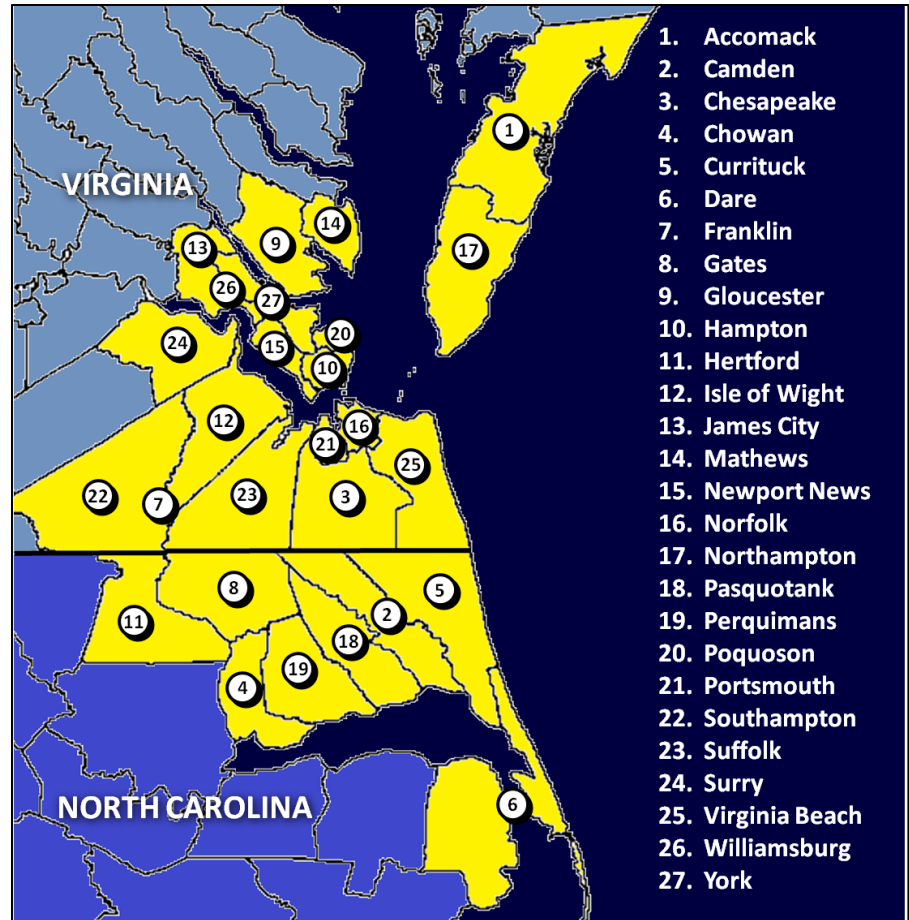 VIRGINIA
1
14
9
13
17
26
27
20
24
15
10
12
16
21
25
22
7
23
3
8
5
2
11
18
19
4
NORTH CAROLINA
6
1. Accomack
2. Camden
3. Chesapeake
4. Chowan
5. Currituck
6. Dare
7. Franklin
8. Gates
9. Gloucester
10. Hampton
11. Hertford
12. Isle of Wight
13. James City
14. Mathews
15. Newport News
16. Norfolk
17. Northampton
18. Pasquotank
19. Perquimans
20. Poquoson
21. Portsmouth
22. Southampton
23. Suffolk
24. Surry
25. Virginia Beach
26. Williamsburg
27. York